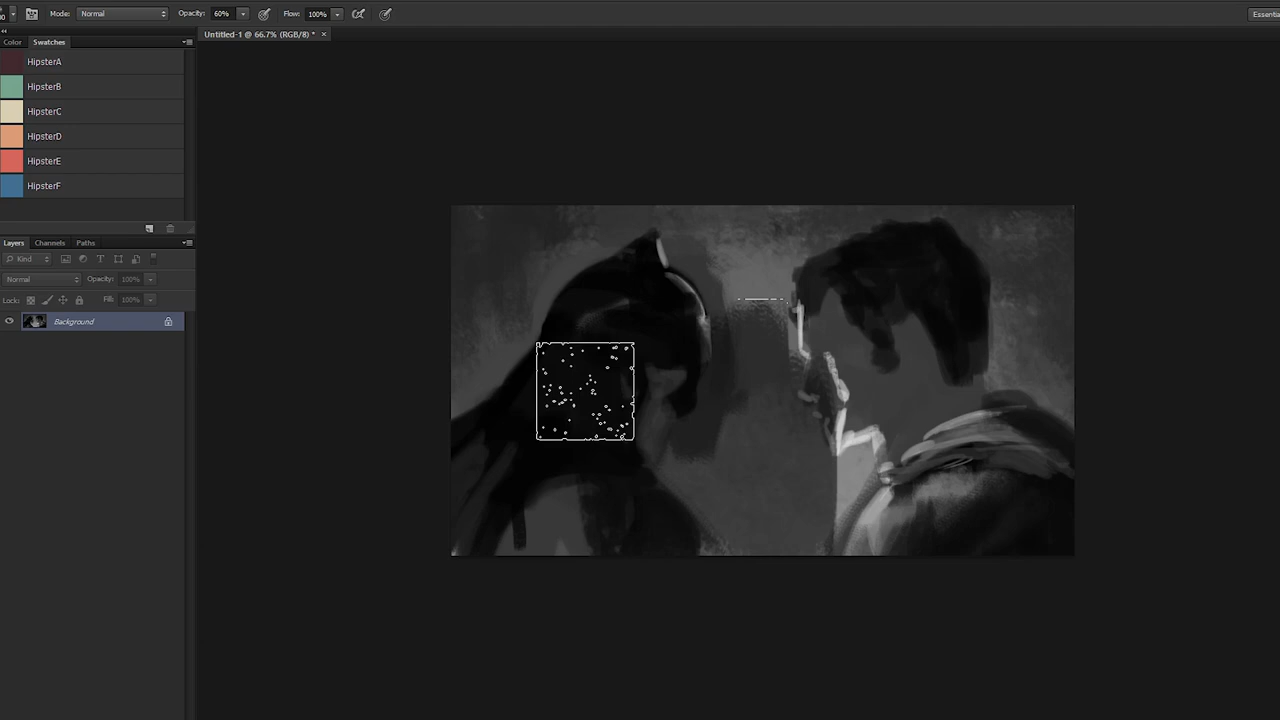 Mode: Normal Opacity: 60% Flow: 100% Essentia
Color Swatches
Untitled-1 @ 66.7% (RGB/8) * ×
HipsterA
HipsterB
HipsterC
HipsterD
HipsterE
HipsterF
Layers Channels Paths
Kind
Normal Opacity: 100%
Lock: Fill: 100%
Background